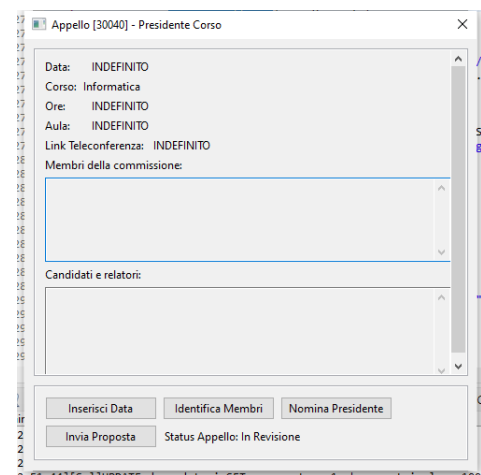 Appello [30040] - Presidente Corso
Data: INDEFINITO
Corso: Informatica
Ore: INDEFINITO
Aula: INDEFINITO
Link Teleconferenza: INDEFINITO
Membri della commissione:
Candidati e relatori:
Inserisci Data Identifica Membri Nomina Presidente
Invia Proposta Status Appello: In Revisione